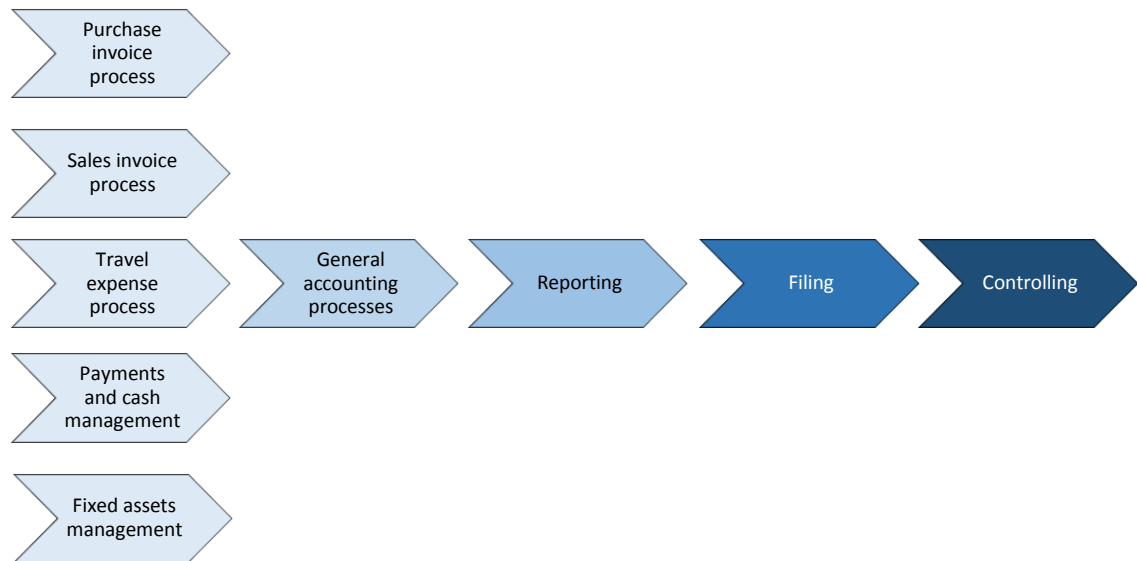 Purchase
invoice
process
Sales invoice
process
Travel
expense
process
General
accounting
processes
Reporting
Filing
Controlling
Payments
and cash
management
Fixed assets
management